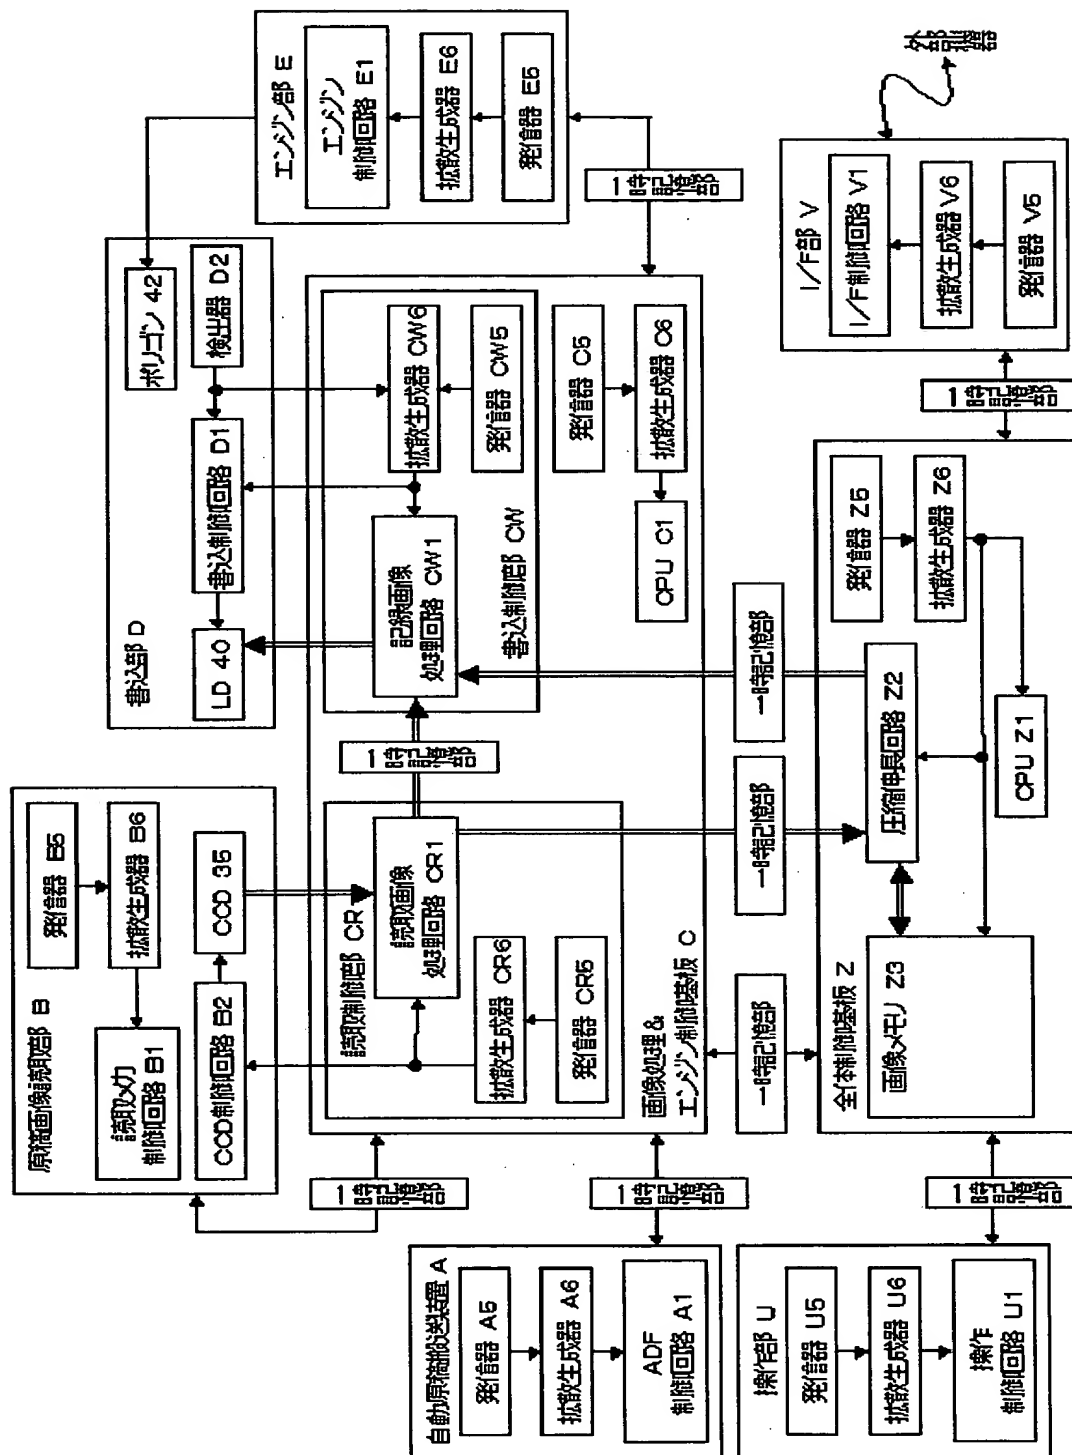 自動原稿搬送装置 A
発信器 A5
拡散生成器 A6
ADF
制御回路 A1
操作部 U
発信器 U5
拡散生成器 U6
操作
制御回路 U1
原稿画像読取部 B
発信器 B5
拡散生成器 B6
読取メカ
制御回路 B1
CCD制御回路 B2
CCD 35
1時記憶部
1時記憶部
1時記憶部
読取制御部 CR
読取画像
処理回路 CR1
拡散生成器 CR6
発信器 CR5
画像処理&
エンジン制御基板 C
1時記憶部
一時記憶部
一時記憶部
一時記憶部
全体制御基板 Z
画像メモリ Z3
圧縮伸長回路 Z2
CPU Z1
発信器 Z5
拡散生成器 Z6
書込部 D
LD 40
書込制御回路 D1
検出器 D2
ポリゴン 42
記録画像
処理回路 CW1
拡散生成器 CW6
発信器 CW5
書込制御部 CW
発信器 C5
拡散生成器 C6
CPU C1
エンジン部 E
エンジン
制御回路 E1
拡散生成器 E6
発信器 E5
1時記憶部
1時記憶部
I/F部 V
I/F制御回路 V1
拡散生成器 V6
発信器 V5
外部機器